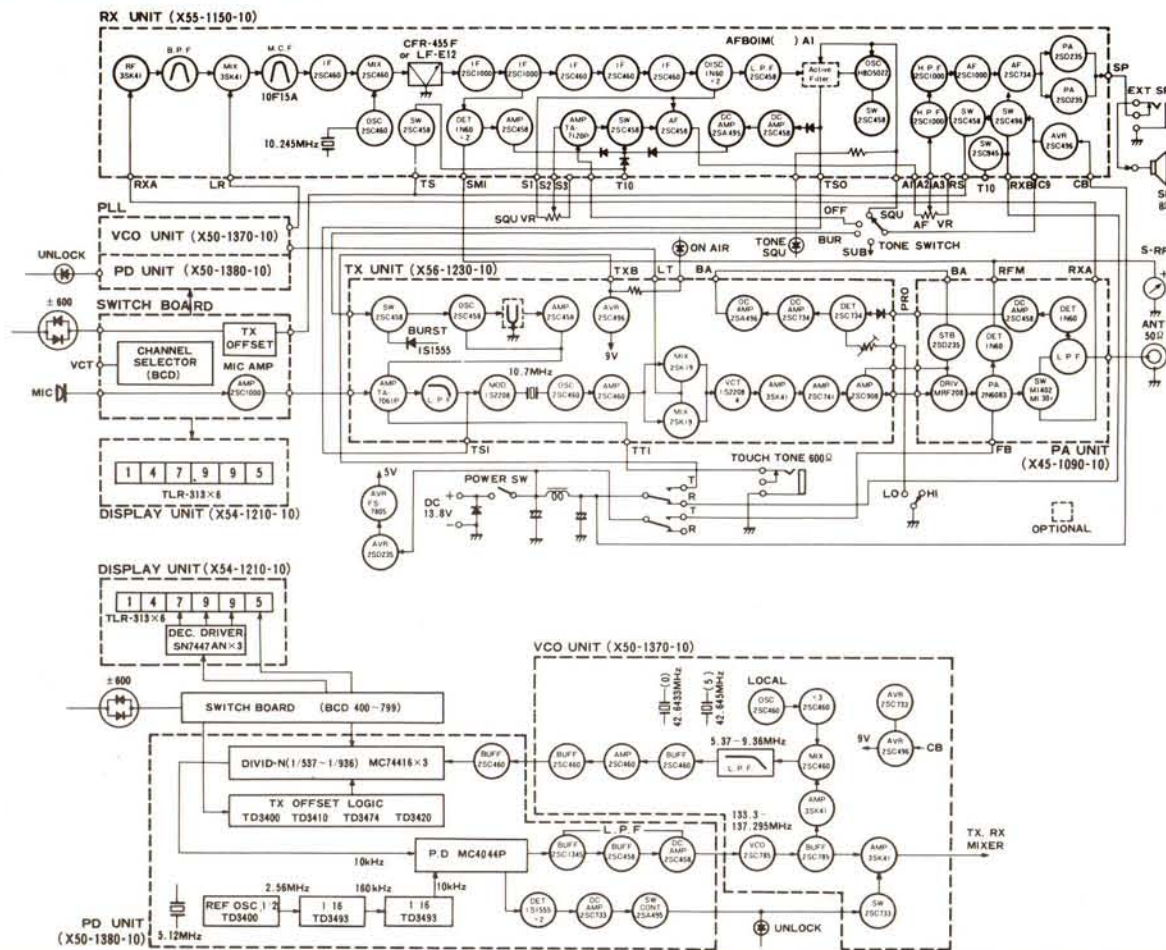 RX UNIT (X55-1150-10)
RF 3SK41
B.P.F
MIX 3SK41
M.C.F
10F15A
IF 2SC460
MIX 2SC460
CFR-455F
or LF-E12
IF 2SC1000
IF 2SC1000
IF 2SC460
IF 2SC460
IF 2SC460
DISC 1N60 ×2
L.P.F 2SC458
AFB01M( ) A1
Active Filter
OSC HBD5022
H.P.F 2SC1000
AF 2SC1000
AF 2SC734
PA 2SD235
PA 2SD235
SP
EXT SP
OSC 2SC460
SW 2SC458
DET 1N60 ×2
AMP 2SC458
AMP TA-7120P
SW 2SC458
AF 2SC458
DC AMP 2SA495
DC AMP 2SC458
SW 2SC458
H.P.F 2SC1000
SW 2SC458
SW 2SC496
AVR 2SC496
SW 2SC945
10.245MHz
RXA
LR
TS
SM1
S1
S2
S3
T10
TSO
A1
A2
A3
RS
T10
RXB
C9
CB
SQU VR
AF VR
OFF
SQU
BUR
SUB
TONE SWITCH
TONE SQU
ON AIR
PLL
VCO UNIT (X50-1370-10)
UNLOCK
PD UNIT (X50-1380-10)
±600
SWITCH BOARD
TX OFFSET
VCT
CHANNEL SELECTOR (BCD)
MIC AMP
MIC
AMP 2SC1000
1 4 7. 9 9 5
TLR-313×6
DISPLAY UNIT (X54-1210-10)
TX UNIT (X56-1230-10)
TXB
LT
BA
PRO
BA
RFM
RXA
S-RF
SW 2SC458
OSC 2SC458
AMP 2SC458
AVR 2SC496
9V
DC AMP 2SA496
DC AMP 2SC734
DET 2SC734
BURST
1S1555
STB 2SD235
DET 1N60
DC AMP 2SC458
DET 1N60
L.P.F
ANT
50Ω
MIX 2SK19
MIX 2SK19
10.7MHz
AMP TA-7061P
L.P.F
MOD 1S2208
OSC 2SC460
AMP 2SC460
VCT 1S2208
AMP 3SK41
AMP 2SC741
AMP 2SC908
DRIV MRF208
PA 2N6083
SW MI402 MI301
TS1
TT1
FB
PA UNIT
(X45-1090-10)
TOUCH TONE 600Ω
5V
AVR FS-7805
AVR 2SD235
POWER SW
DC 13.8V
T
R
T
R
LO
HI
OPTIONAL
DISPLAY UNIT (X54-1210-10)
1 4 7 9 9 5
TLR-313×6
DEC. DRIVER
SN7447AN×3
±600
SWITCH BOARD (BCD 400~799)
DIVID-N(1/537~1/936) MC74416×3
TX OFFSET LOGIC
TD3400 TD3410 TD3474 TD3420
10kHz
P.D MC4044P
2.56MHz
160kHz
10kHz
REF OSC 1/2 TD3400
1 16 TD3493
1 16 TD3493
5.12MHz
PD UNIT
(X50-1380-10)
L.P.F
BUFF 2SC1345
BUFF 2SC458
DC AMP 2SC458
DET 1S1555 ×2
DC AMP 2SC733
SW CONT 2SA495
UNLOCK
VCO UNIT (X50-1370-10)
(0) 42.6433MHz
(5) 42.645MHz
LOCAL
OSC 2SC460
×3 2SC460
AVR 2SC733
9V
AVR 2SC496
CB
BUFF 2SC460
BUFF 2SC460
AMP 2SC460
BUFF 2SC460
5.37-9.36MHz
L.P.F
MIX 2SC460
AMP 3SK41
133.3-137.295MHz
VCO 2SC785
BUFF 2SC785
AMP 3SK41
TX. RX
MIXER
SW 2SC733